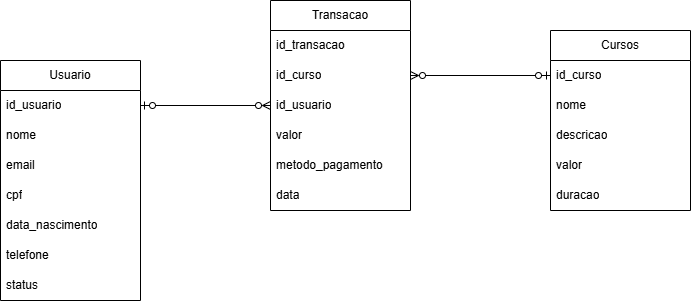 Usuario
id_usuario
nome
email
cpf
data_nascimento
telefone
status
Transacao
id_transacao
id_curso
id_usuario
valor
metodo_pagamento
data
Cursos
id_curso
nome
descricao
valor
duracao